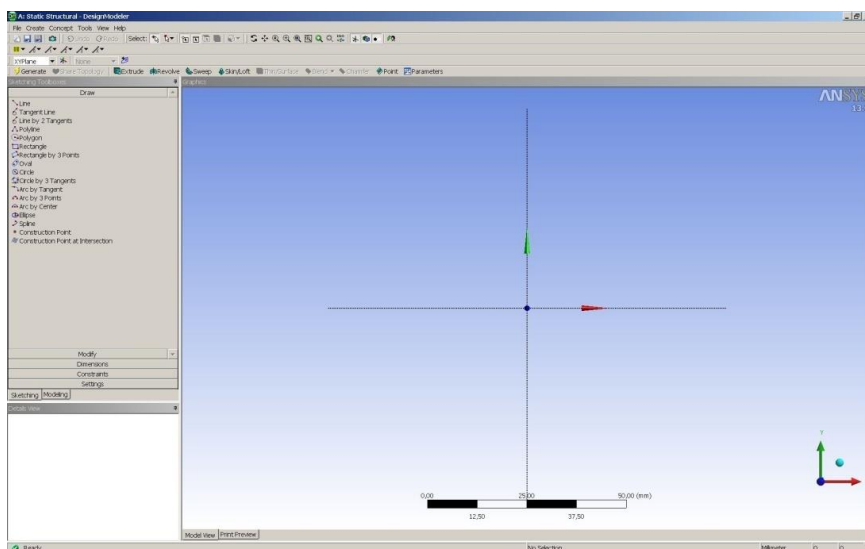 A: Static Structural - DesignModeler
File Create Concept Tools View Help
Undo Redo Select:
XYPlane None
Generate Share Topology Extrude Revolve Sweep Skin/Loft Thin/Surface Blend Chamfer Point Parameters
Sketching Toolboxes Graphics
Draw
Line
Tangent Line
Line by 2 Tangents
Polyline
Polygon
Rectangle
Rectangle by 3 Points
Oval
Circle
Circle by 3 Tangents
Arc by Tangent
Arc by 3 Points
Arc by Center
Ellipse
Spline
Construction Point
Construction Point at Intersection
Modify
Dimensions
Constraints
Settings
Sketching Modeling
Details View
Y
0,00 25,00 50,00 (mm)
12,50 37,50
Model View Print Preview
Ready No Selection Millimeter 0 0